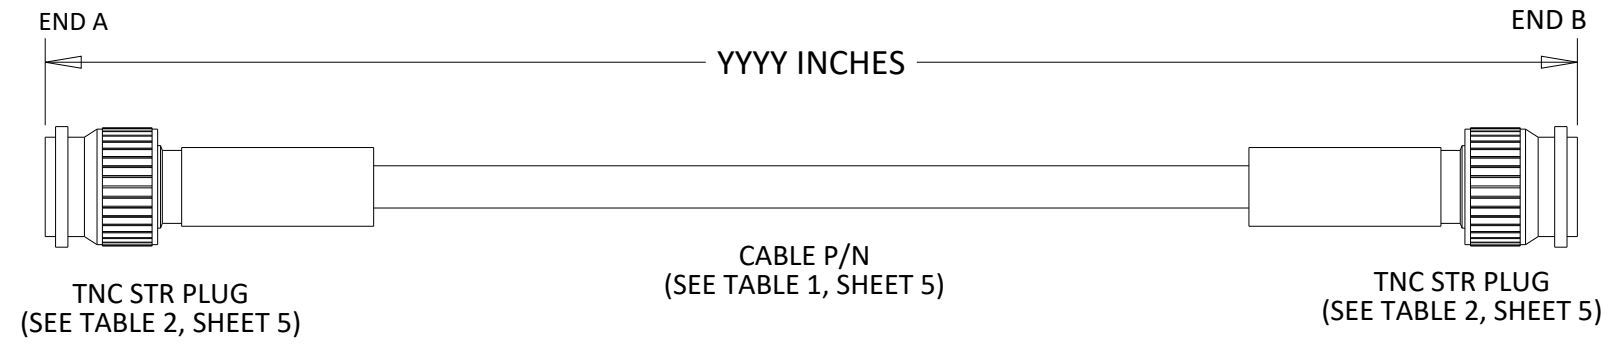 END A
END B
YYYY INCHES
CABLE P/N
(SEE TABLE 1, SHEET 5)
TNC STR PLUG
(SEE TABLE 2, SHEET 5)
TNC STR PLUG
(SEE TABLE 2, SHEET 5)